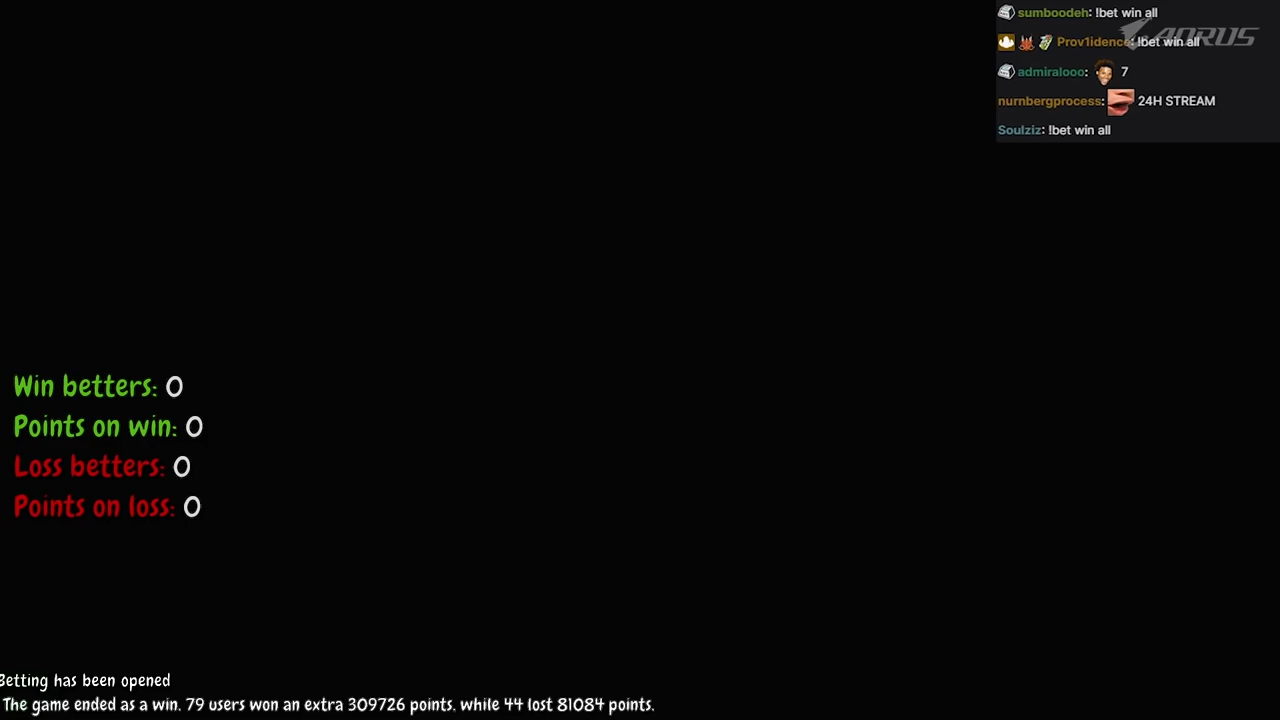 sumboodeh: !bet win all
AORUS
Prov1idence: !bet win all
admiralooo: 7
nurnbergprocess: 24H STREAM
Soulziz: !bet win all
Win betters: 0
Points on win: 0
Loss betters: 0
Points on loss: 0
Betting has been opened
The game ended as a win. 79 users won an extra 309726 points. while 44 lost 81084 points.